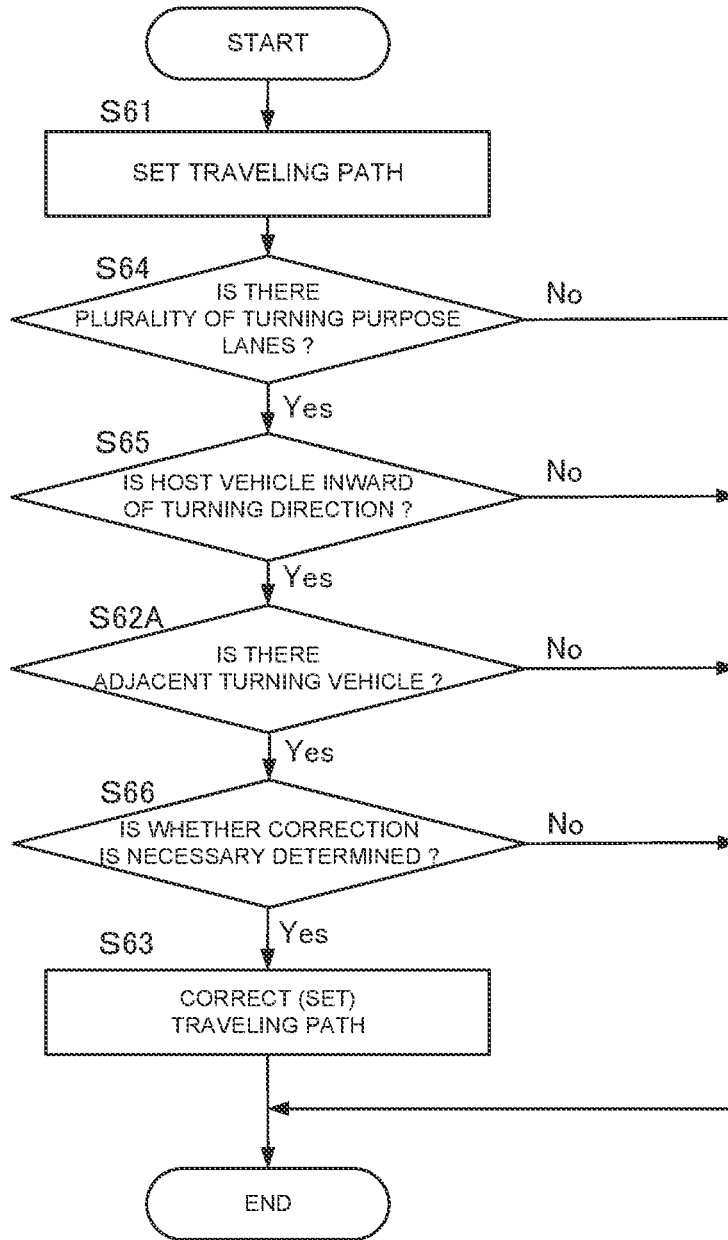 START
S61
SET TRAVELING PATH
S64
IS THERE
PLURALITY OF TURNING PURPOSE
LANES ?
No
Yes
S65
IS HOST VEHICLE INWARD
OF TURNING DIRECTION ?
No
Yes
S62A
IS THERE
ADJACENT TURNING VEHICLE ?
No
Yes
S66
IS WHETHER CORRECTION
IS NECESSARY DETERMINED ?
No
Yes
S63
CORRECT (SET)
TRAVELING PATH
END